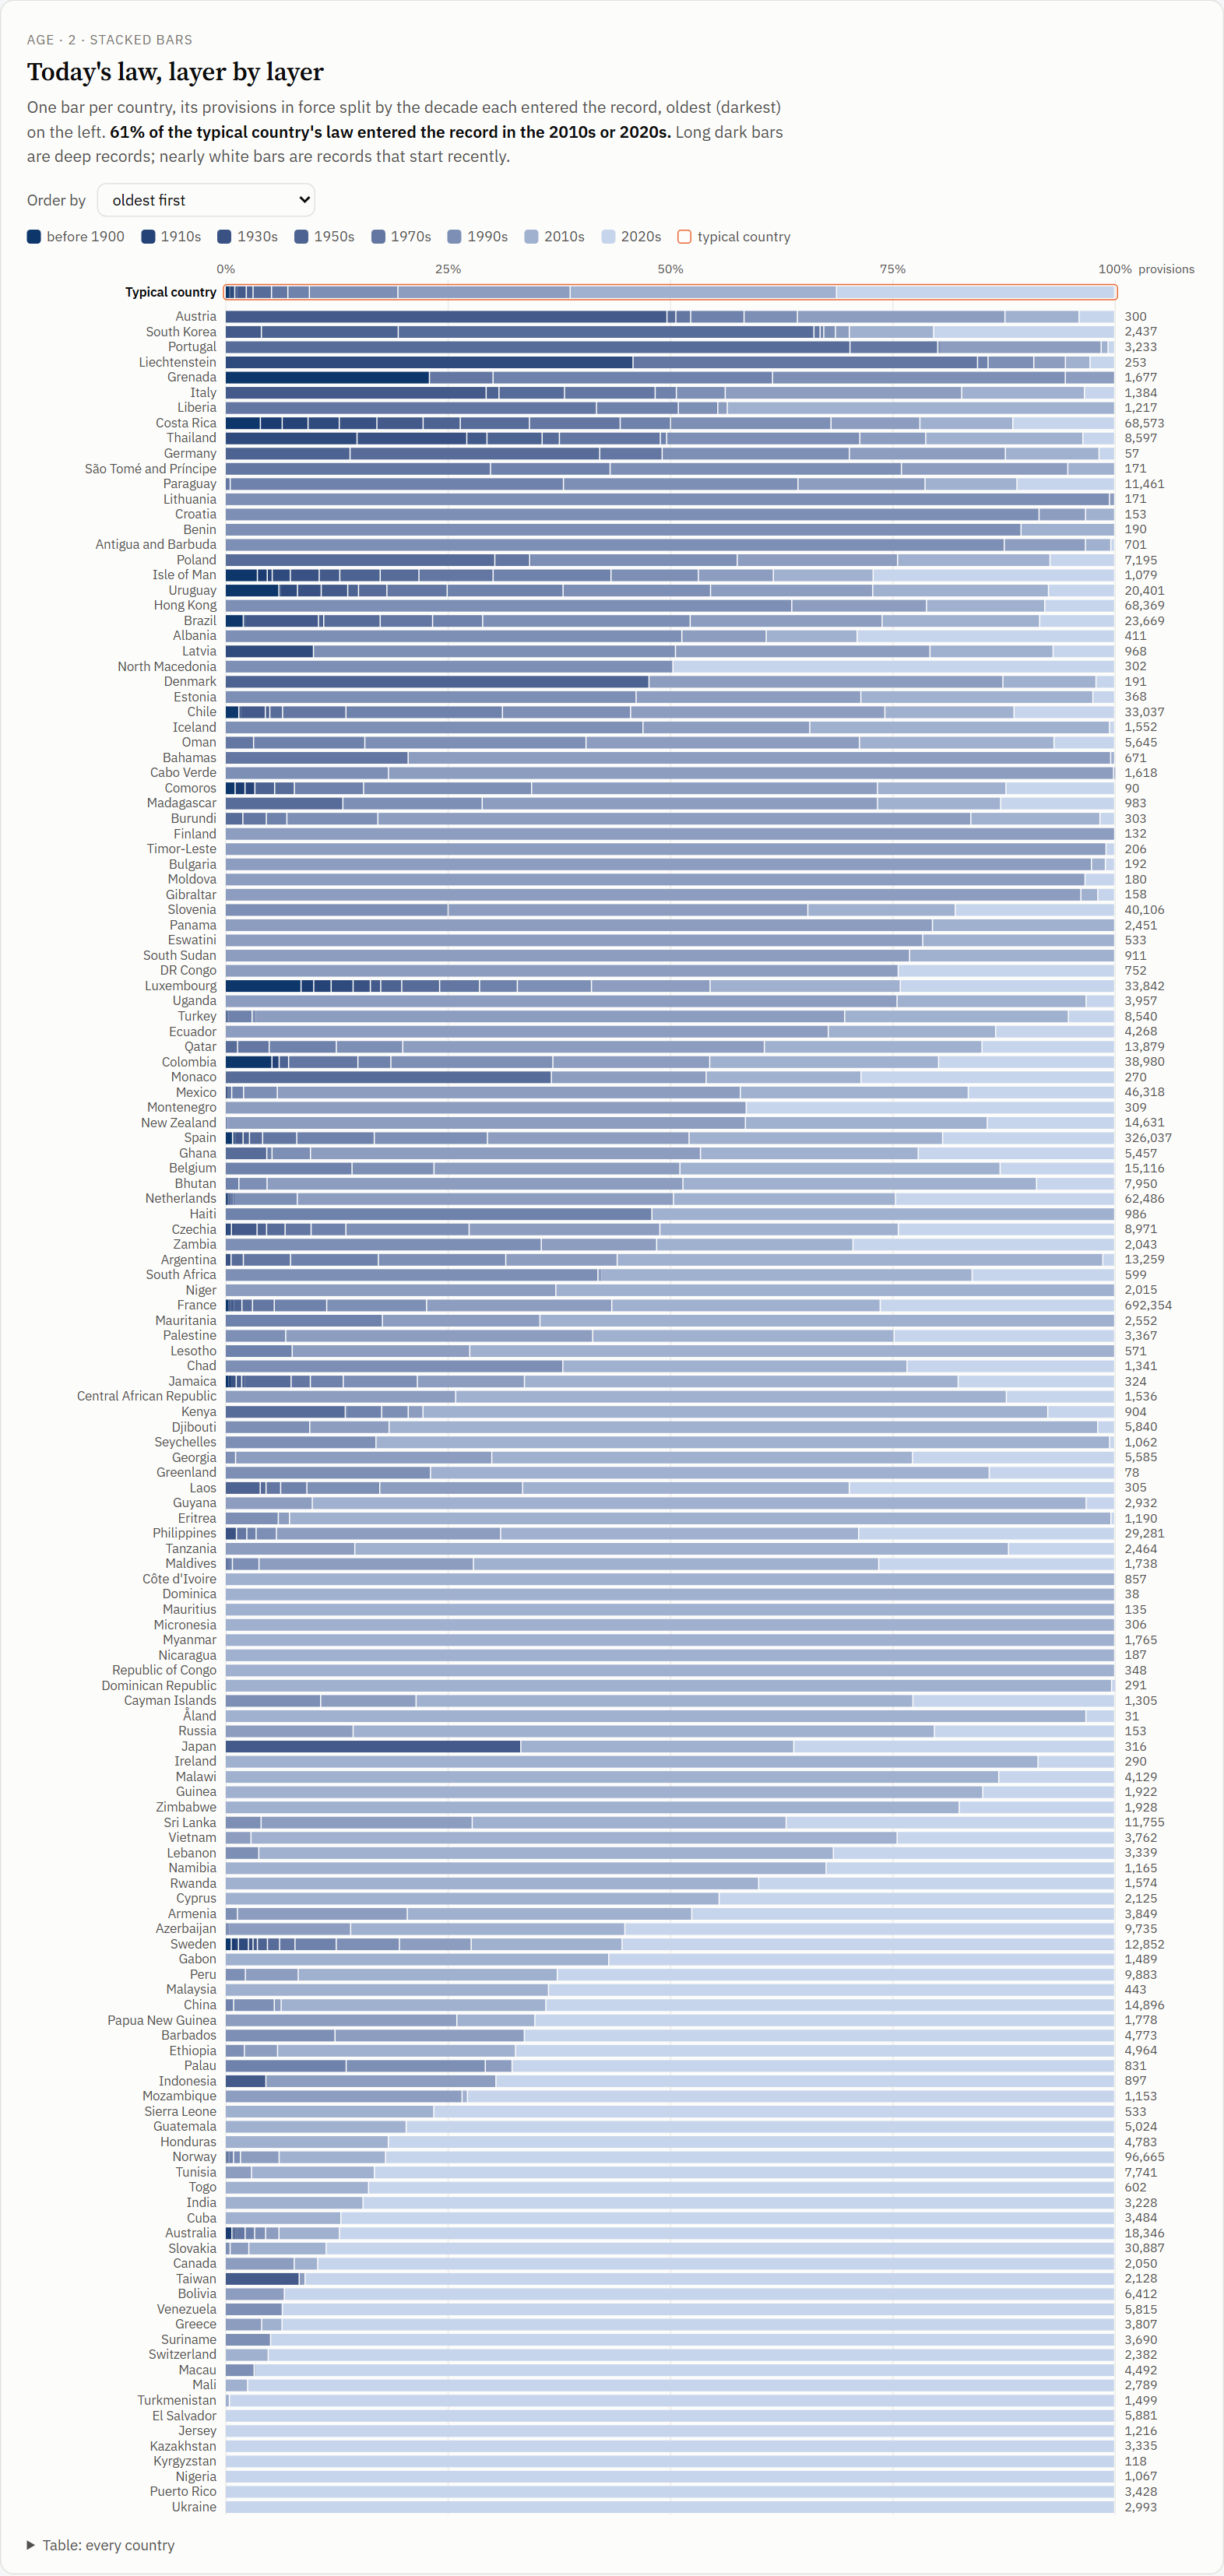 AGE · 2 · STACKED BARS
Today's law, layer by layer
One bar per country, its provisions in force split by the decade each entered the record, oldest (darkest)
on the left. 61% of the typical country's law entered the record in the 2010s or 2020s. Long dark bars
are deep records; nearly white bars are records that start recently.
Order by oldest first
before 1900 1910s 1930s 1950s 1970s 1990s 2010s 2020s typical country
0% 25% 50% 75% 100% provisions
Typical country
Austria 300
South Korea 2,437
Portugal 3,233
Liechtenstein 253
Grenada 1,677
Italy 1,384
Liberia 1,217
Costa Rica 68,573
Thailand 8,597
Germany 57
São Tomé and Príncipe 171
Paraguay 11,461
Lithuania 171
Croatia 153
Benin 190
Antigua and Barbuda 701
Poland 7,195
Isle of Man 1,079
Uruguay 20,401
Hong Kong 68,369
Brazil 23,669
Albania 411
Latvia 968
North Macedonia 302
Denmark 191
Estonia 368
Chile 33,037
Iceland 1,552
Oman 5,645
Bahamas 671
Cabo Verde 1,618
Comoros 90
Madagascar 983
Burundi 303
Finland 132
Timor-Leste 206
Bulgaria 192
Moldova 180
Gibraltar 158
Slovenia 40,106
Panama 2,451
Eswatini 533
South Sudan 911
DR Congo 752
Luxembourg 33,842
Uganda 3,957
Turkey 8,540
Ecuador 4,268
Qatar 13,879
Colombia 38,980
Monaco 270
Mexico 46,318
Montenegro 309
New Zealand 14,631
Spain 326,037
Ghana 5,457
Belgium 15,116
Bhutan 7,950
Netherlands 62,486
Haiti 986
Czechia 8,971
Zambia 2,043
Argentina 13,259
South Africa 599
Niger 2,015
France 692,354
Mauritania 2,552
Palestine 3,367
Lesotho 571
Chad 1,341
Jamaica 324
Central African Republic 1,536
Kenya 904
Djibouti 5,840
Seychelles 1,062
Georgia 5,585
Greenland 78
Laos 305
Guyana 2,932
Eritrea 1,190
Philippines 29,281
Tanzania 2,464
Maldives 1,738
Côte d'Ivoire 857
Dominica 38
Mauritius 135
Micronesia 306
Myanmar 1,765
Nicaragua 187
Republic of Congo 348
Dominican Republic 291
Cayman Islands 1,305
Åland 31
Russia 153
Japan 316
Ireland 290
Malawi 4,129
Guinea 1,922
Zimbabwe 1,928
Sri Lanka 11,755
Vietnam 3,762
Lebanon 3,339
Namibia 1,165
Rwanda 1,574
Cyprus 2,125
Armenia 3,849
Azerbaijan 9,735
Sweden 12,852
Gabon 1,489
Peru 9,883
Malaysia 443
China 14,896
Papua New Guinea 1,778
Barbados 4,773
Ethiopia 4,964
Palau 831
Indonesia 897
Mozambique 1,153
Sierra Leone 533
Guatemala 5,024
Honduras 4,783
Norway 96,665
Tunisia 7,741
Togo 602
India 3,228
Cuba 3,484
Australia 18,346
Slovakia 30,887
Canada 2,050
Taiwan 2,128
Bolivia 6,412
Venezuela 5,815
Greece 3,807
Suriname 3,690
Switzerland 2,382
Macau 4,492
Mali 2,789
Turkmenistan 1,499
El Salvador 5,881
Jersey 1,216
Kazakhstan 3,335
Kyrgyzstan 118
Nigeria 1,067
Puerto Rico 3,428
Ukraine 2,993
Table: every country